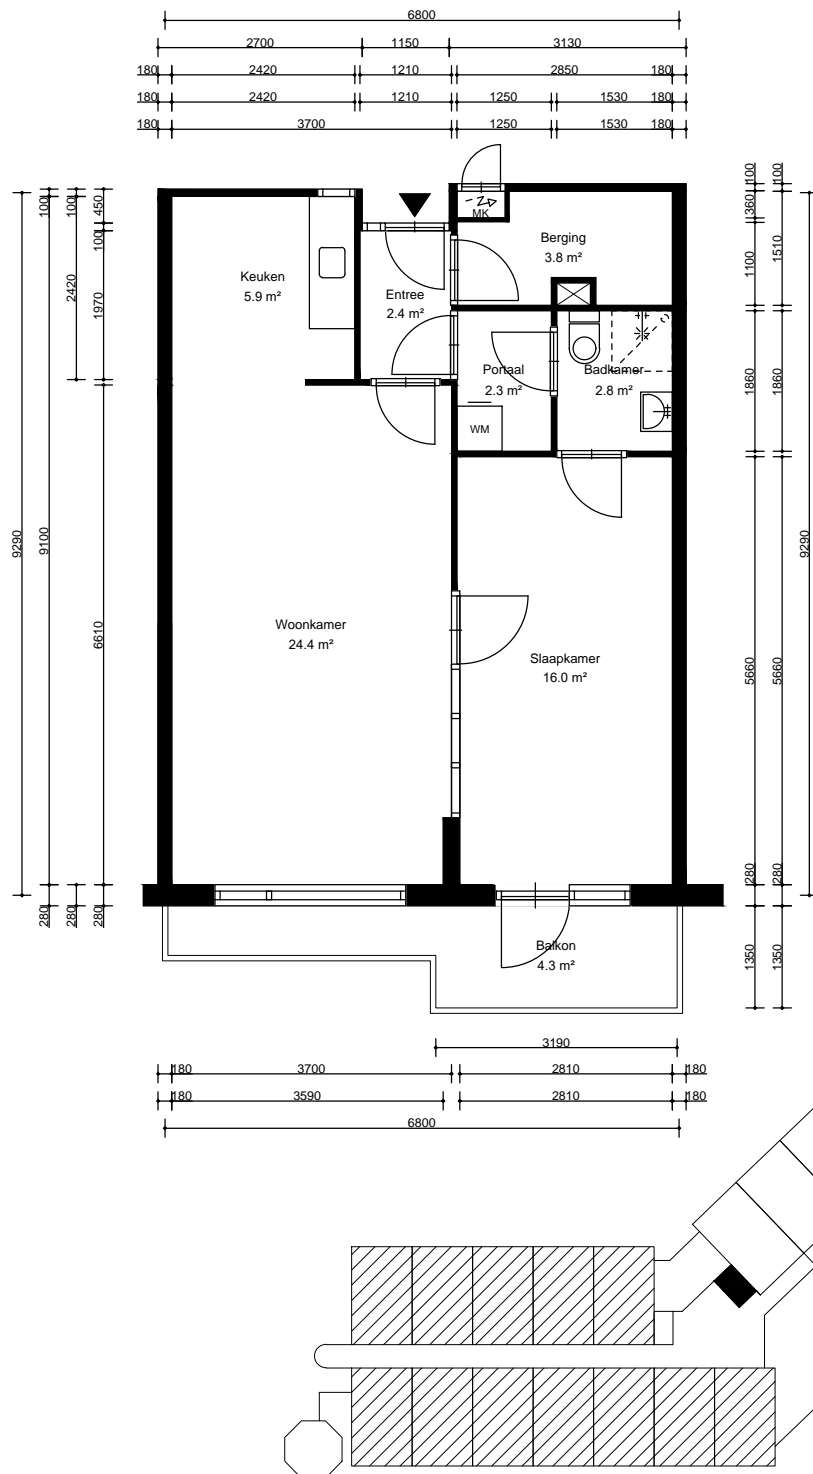 6800
2700 1150 3130
180 2420 1210 2850 180
180 2420 1210 1250 1530 180
180 3700 1250 1530 180
100 100 450 100 100
1360
MK
100 1510
Berging
3.8 m²
1100
Keuken
5.9 m²
2420 1970
Entree
2.4 m²
Portaal
2.3 m²
Badkamer
2.8 m²
1860 1860
WM
9290 9100 9290
Woonkamer
24.4 m²
6610
Slaapkamer
16.0 m²
5660 5660
280 280 280 280 280
Balkon
4.3 m²
1350 1350
3190
180 3700 2810 180
180 3590 2810 180
6800